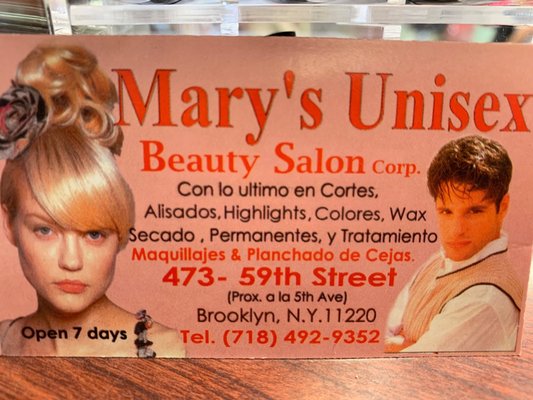 Mary's Unisex
Beauty Salon Corp.
Con lo ultimo en Cortes,
Alisados, Highlights, Colores, Wax
Secado , Permanentes, y Tratamiento
Maquillajes & Planchado de Cejas.
473- 59th Street
(Prox. a la 5th Ave)
Brooklyn, N.Y.11220
Open 7 days
Tel. (718) 492-9352